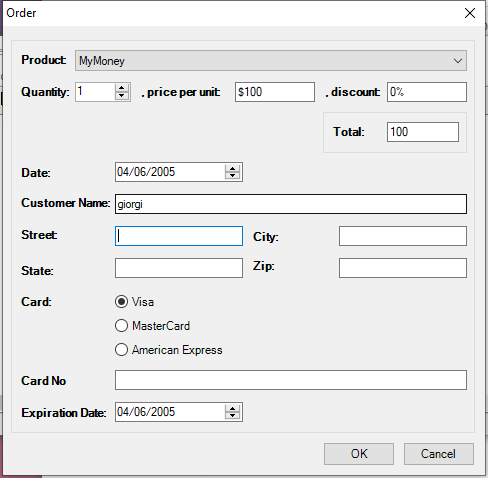 Order
Product: MyMoney
Quantity: 1 , price per unit: $100 , discount: 0%
Total: 100
Date: 04/06/2005
Customer Name: giorgi
Street: City:
State: Zip:
Card: Visa
MasterCard
American Express
Card No
Expiration Date: 04/06/2005
OK Cancel